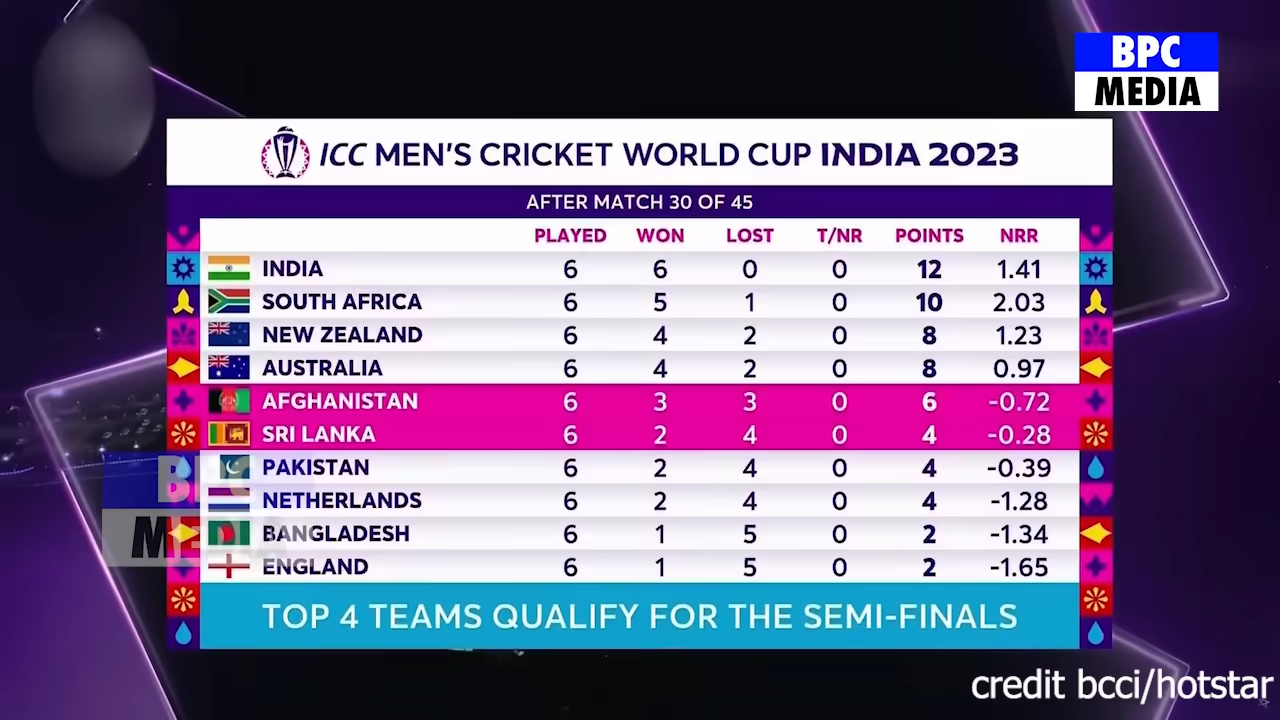 BPC
MEDIA
ICC MEN'S CRICKET WORLD CUP INDIA 2023
AFTER MATCH 30 OF 45
PLAYED WON LOST T/NR POINTS NRR
INDIA 6 6 0 0 12 1.41
SOUTH AFRICA 6 5 1 0 10 2.03
NEW ZEALAND 6 4 2 0 8 1.23
AUSTRALIA 6 4 2 0 8 0.97
AFGHANISTAN 6 3 3 0 6 -0.72
SRI LANKA 6 2 4 0 4 -0.28
PAKISTAN 6 2 4 0 4 -0.39
NETHERLANDS 6 2 4 0 4 -1.28
BANGLADESH 6 1 5 0 2 -1.34
ENGLAND 6 1 5 0 2 -1.65
BPC
MEDIA
TOP 4 TEAMS QUALIFY FOR THE SEMI-FINALS
credit bcci/hotstar